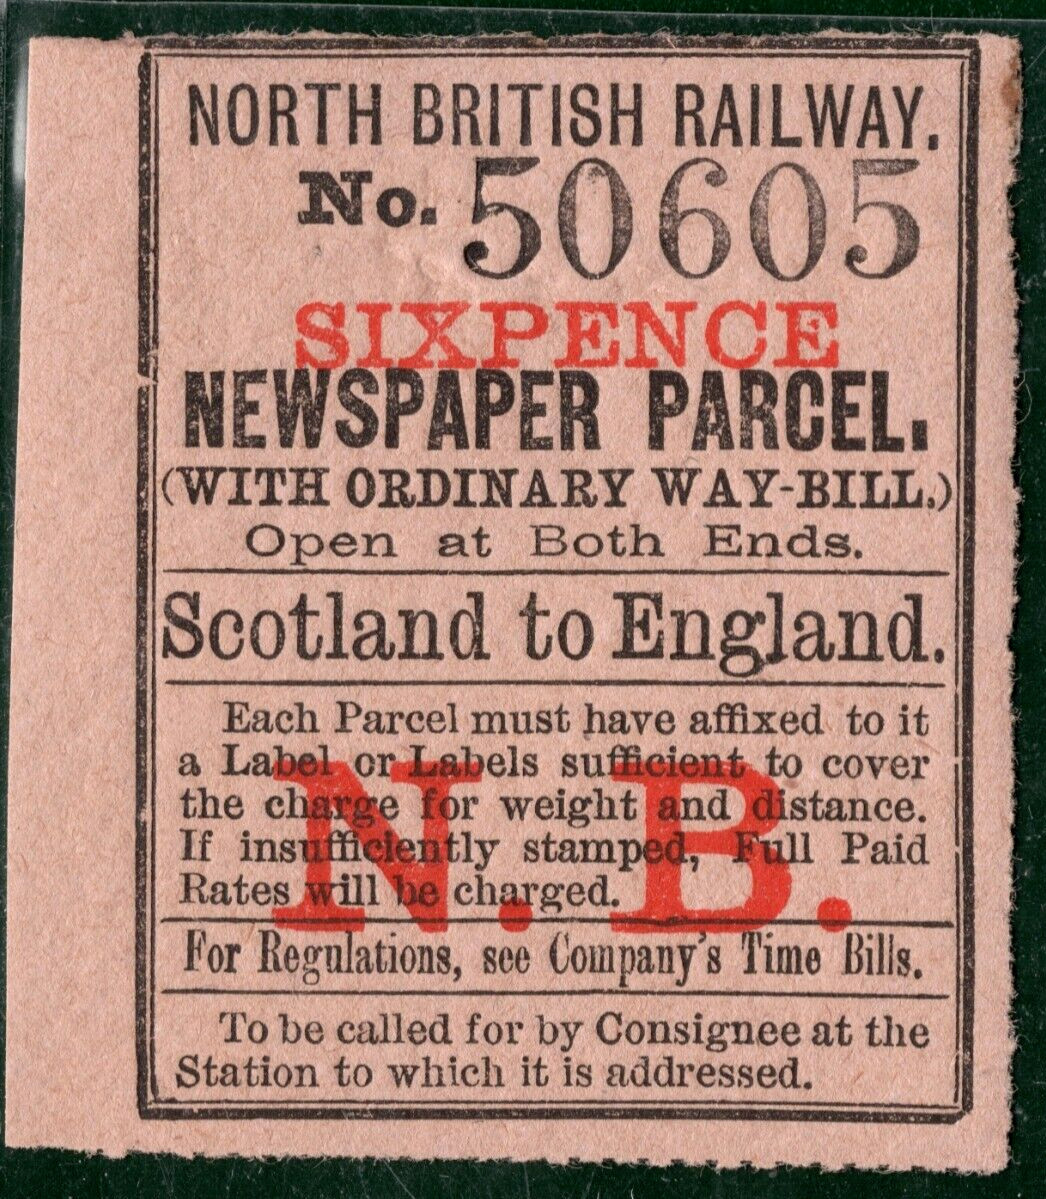 NORTH BRITISH RAILWAY.
No. 50605
SIXPENCE
NEWSPAPER PARCEL.
(WITH ORDINARY WAY-BILL.)
Open at Both Ends.
Scotland to England.
Each Parcel must have affixed to it
a Label or Labels sufficient to cover
the charge for weight and distance.
If insufficiently stamped, Full Paid
Rates will be charged.
N. B.
For Regulations, see Company's Time Bills.
To be called for by Consignee at the
Station to which it is addressed.